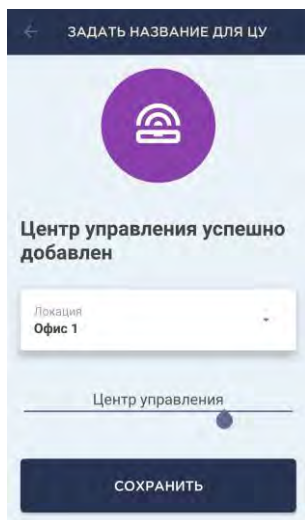 ЗАДАТЬ НАЗВАНИЕ ДЛЯ ЦУ
Центр управления успешно
добавлен
Локация
Офис 1
Центр управления
СОХРАНИТЬ